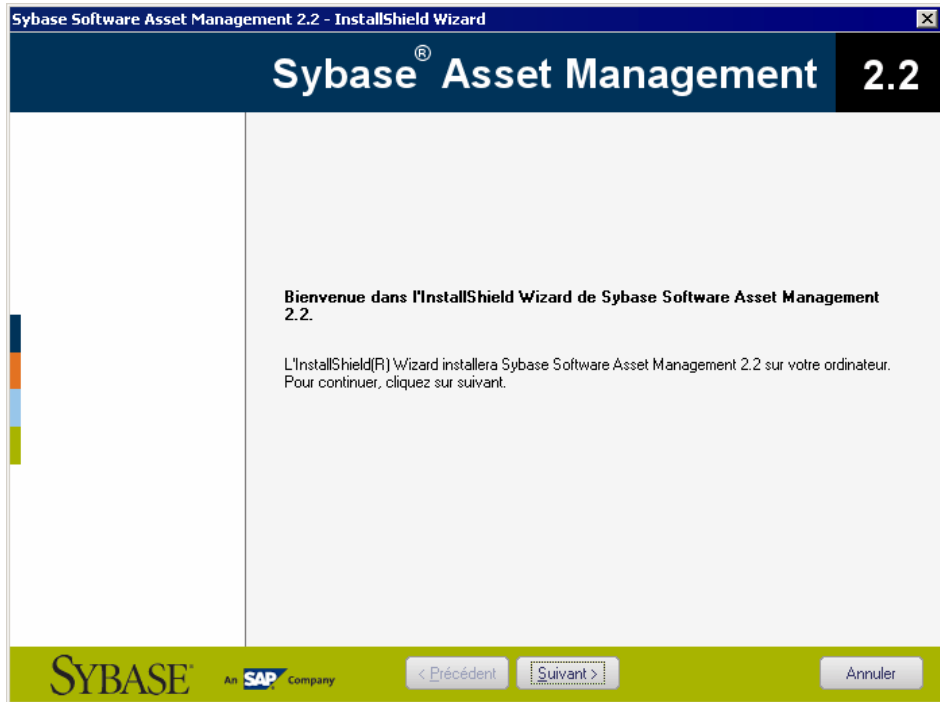 Sybase Software Asset Management 2.2 - InstallShield Wizard
Sybase® Asset Management 2.2
Bienvenue dans l'InstallShield Wizard de Sybase Software Asset Management
2.2.
L'InstallShield(R) Wizard installera Sybase Software Asset Management 2.2 sur votre ordinateur.
Pour continuer, cliquez sur suivant.
SYBASE An SAP Company
< Précédent
Suivant >
Annuler